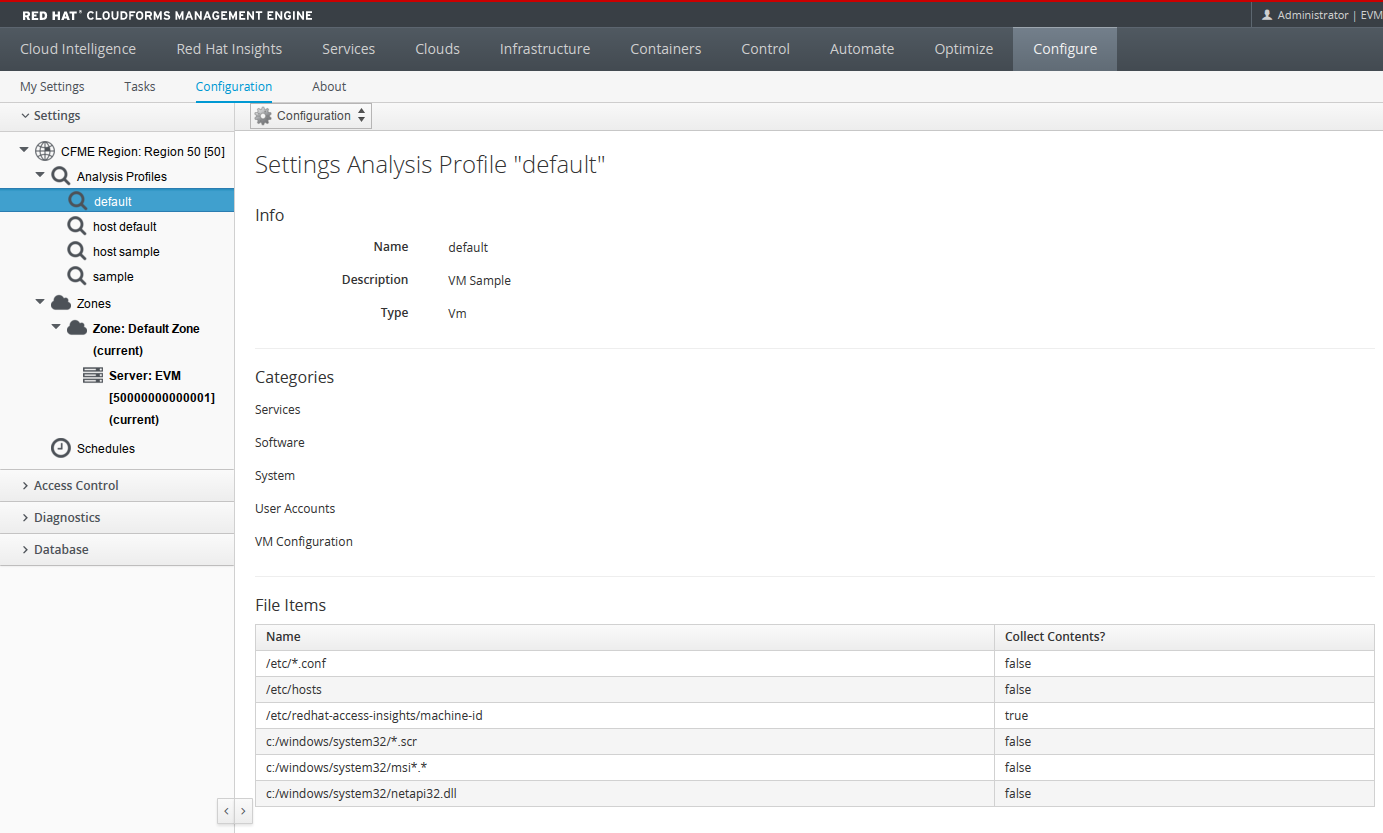 RED HAT® CLOUDFORMS MANAGEMENT ENGINE
Administrator | EVM
Cloud Intelligence Red Hat Insights Services Clouds Infrastructure Containers Control Automate Optimize Configure
My Settings Tasks Configuration About
Settings
CFME Region: Region 50 [50]
Analysis Profiles
default
host default
host sample
sample
Zones
Zone: Default Zone
(current)
Server: EVM
[50000000000001]
(current)
Schedules
Access Control
Diagnostics
Database
Configuration
Settings Analysis Profile "default"
Info
Name default
Description VM Sample
Type Vm
Categories
Services
Software
System
User Accounts
VM Configuration
File Items
Name Collect Contents?
/etc/*.conf false
/etc/hosts false
/etc/redhat-access-insights/machine-id true
c:/windows/system32/*.scr false
c:/windows/system32/msi*.* false
c:/windows/system32/netapi32.dll false